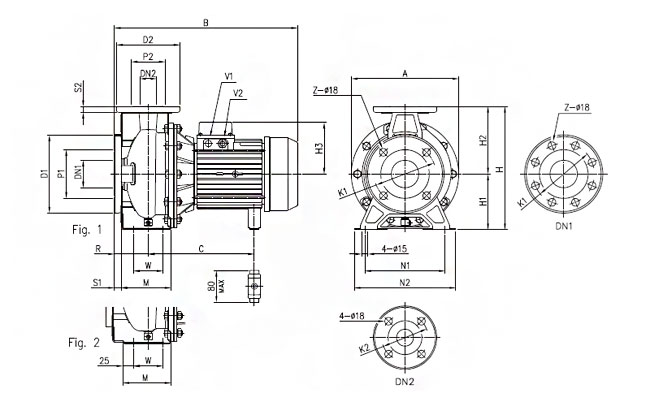 B
D2
P2
DN2
S2
V1
V2
H3
D1
P1
DN1
Fig. 1
R
C
W
S1
M
80
MAX
Fig. 2
25
W
M
A
Z-ø18
K1
H2
H
H1
4-ø15
N1
N2
Z-ø18
K1
DN1
4-ø18
K2
DN2